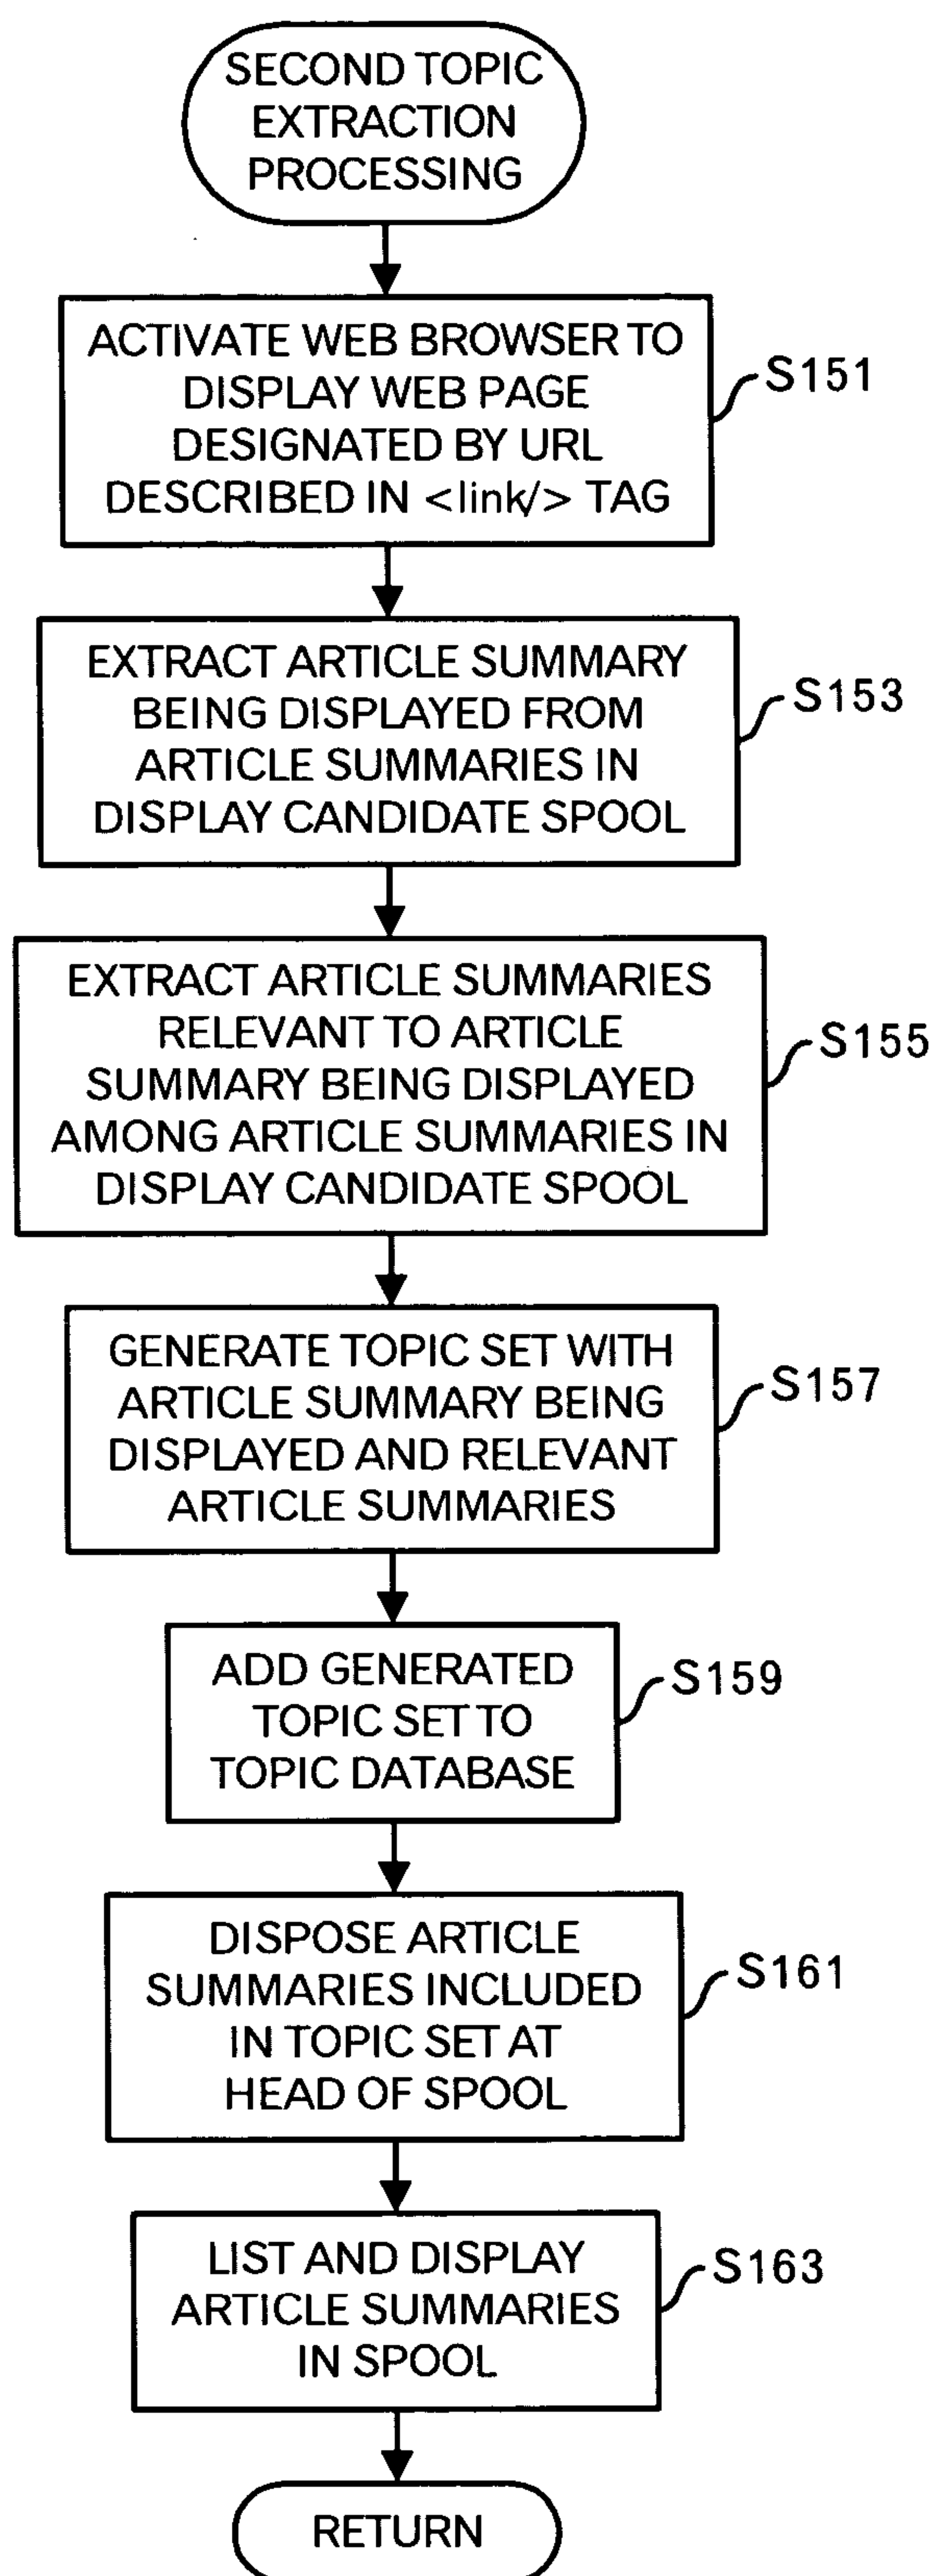 SECOND TOPIC
EXTRACTION
PROCESSING
ACTIVATE WEB BROWSER TO
DISPLAY WEB PAGE
DESIGNATED BY URL
DESCRIBED IN <link/> TAG
S151
EXTRACT ARTICLE SUMMARY
BEING DISPLAYED FROM
ARTICLE SUMMARIES IN
DISPLAY CANDIDATE SPOOL
S153
EXTRACT ARTICLE SUMMARIES
RELEVANT TO ARTICLE
SUMMARY BEING DISPLAYED
AMONG ARTICLE SUMMARIES IN
DISPLAY CANDIDATE SPOOL
S155
GENERATE TOPIC SET WITH
ARTICLE SUMMARY BEING
DISPLAYED AND RELEVANT
ARTICLE SUMMARIES
S157
ADD GENERATED
TOPIC SET TO
TOPIC DATABASE
S159
DISPOSE ARTICLE
SUMMARIES INCLUDED
IN TOPIC SET AT
HEAD OF SPOOL
S161
LIST AND DISPLAY
ARTICLE SUMMARIES
IN SPOOL
S163
RETURN